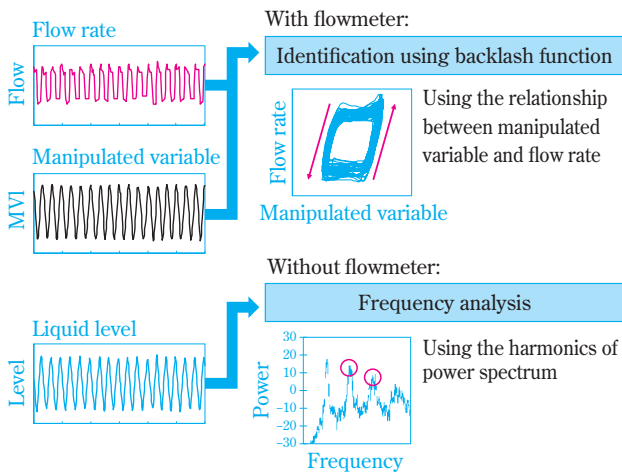 Flow rate
Flow
Manipulated variable
MV1
With flowmeter:
Identification using backlash function
Flow rate
Manipulated variable
Using the relationship
between manipulated
variable and flow rate
Without flowmeter:
Frequency analysis
Liquid level
Level
Power
30
20
10
0
−10
−20
−30
Frequency
Using the harmonics of
power spectrum